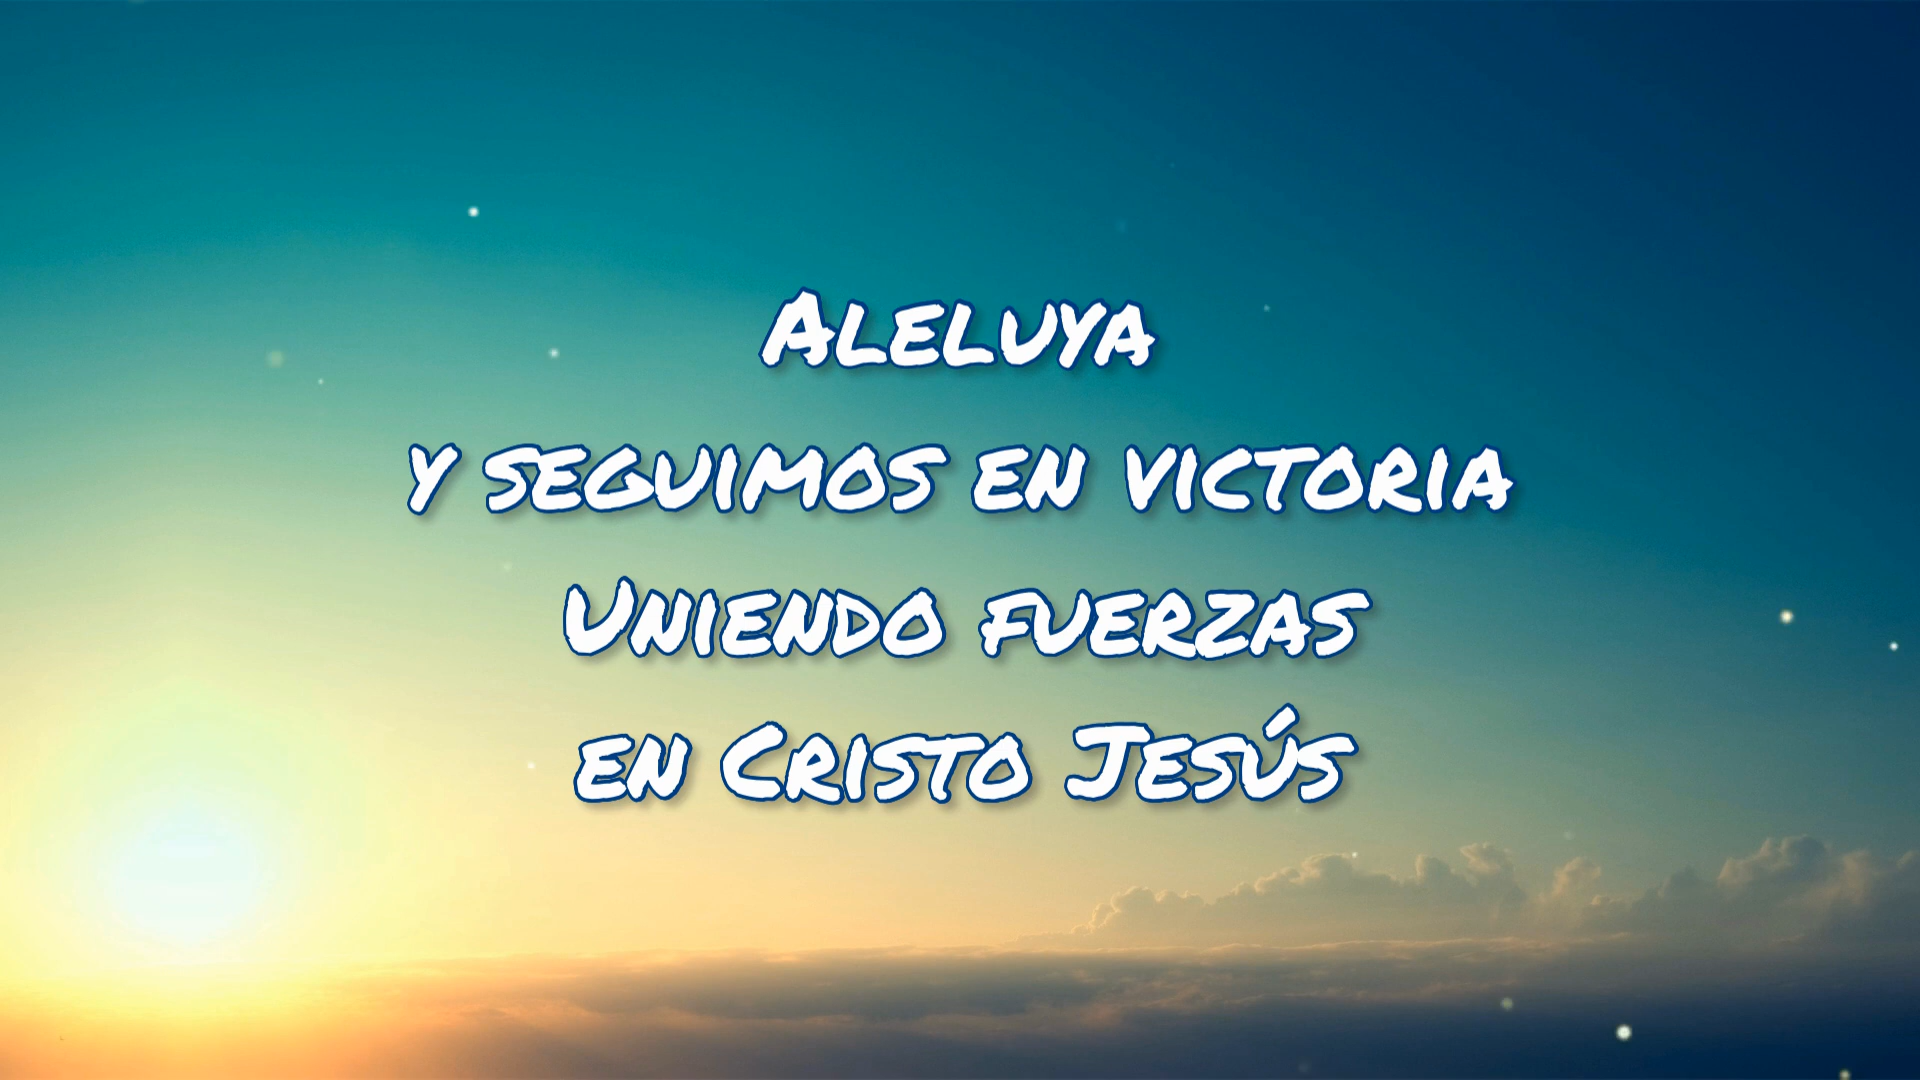 Aleluya
y seguimos en victoria
Uniendo fuerzas
en Cristo Jesús